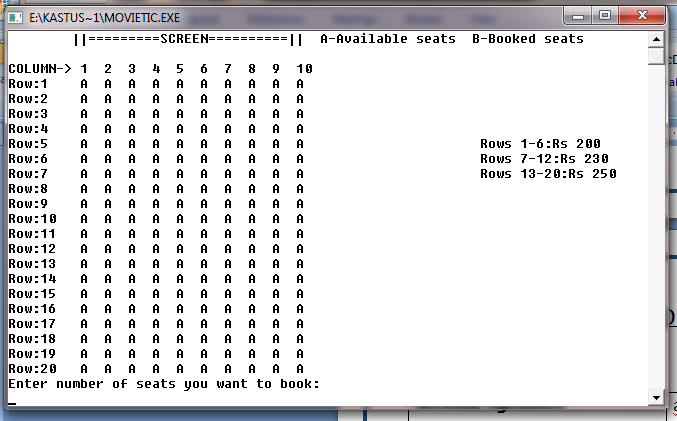 E:\KASTUS~1\MOVIETIC.EXE
||=========SCREEN==========|| A-Available seats B-Booked seats
COLUMN-> 1 2 3 4 5 6 7 8 9 10
Row:1 A A A A A A A A A A
Row:2 A A A A A A A A A A
Row:3 A A A A A A A A A A
Row:4 A A A A A A A A A A
Row:5 A A A A A A A A A A Rows 1-6:Rs 200
Row:6 A A A A A A A A A A Rows 7-12:Rs 230
Row:7 A A A A A A A A A A Rows 13-20:Rs 250
Row:8 A A A A A A A A A A
Row:9 A A A A A A A A A A
Row:10 A A A A A A A A A A
Row:11 A A A A A A A A A A
Row:12 A A A A A A A A A A
Row:13 A A A A A A A A A A
Row:14 A A A A A A A A A A
Row:15 A A A A A A A A A A
Row:16 A A A A A A A A A A
Row:17 A A A A A A A A A A
Row:18 A A A A A A A A A A
Row:19 A A A A A A A A A A
Row:20 A A A A A A A A A A
Enter number of seats you want to book: